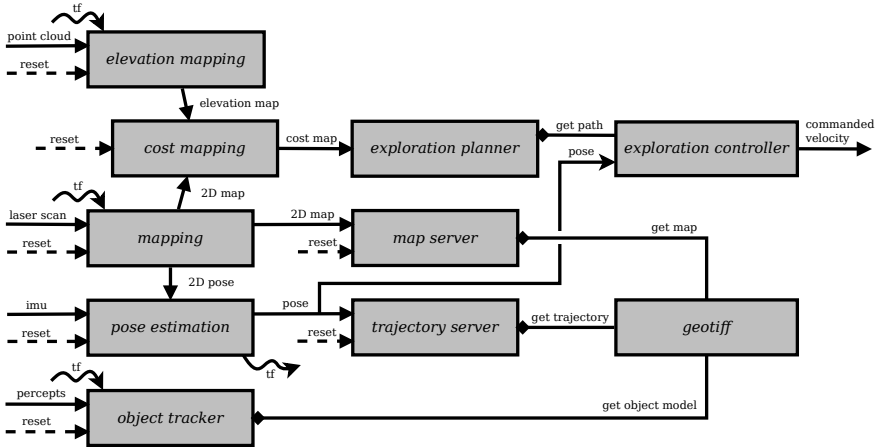 tf
point cloud
elevation mapping
reset
elevation map
commanded
velocity
reset
cost mapping
cost map
exploration planner
get path
exploration controller
pose
tf
2D map
laser scan
mapping
2D map
map server
get map
reset
reset
2D pose
imu
pose estimation
pose
trajectory server
get trajectory
geotiff
reset
reset
tf
tf
percepts
object tracker
get object model
reset